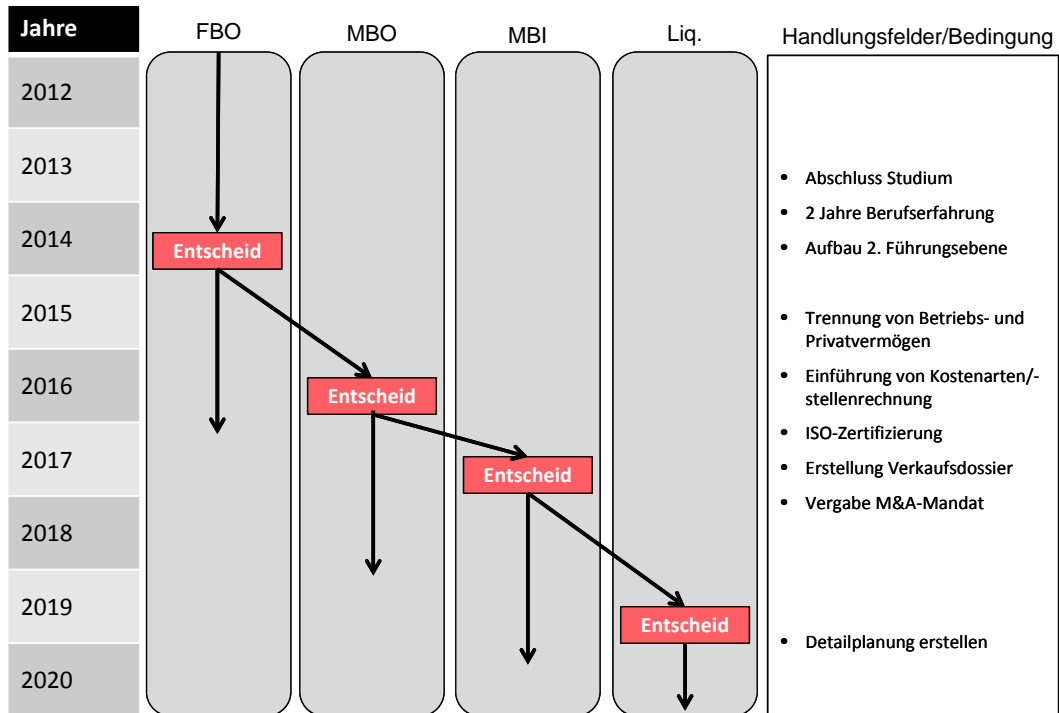 Jahre
FBO
MBO
MBI
Liq.
Handlungsfelder/Bedingung
2012
2013
2014
2015
2016
2017
2018
2019
2020
Entscheid
Entscheid
Entscheid
Entscheid
• Abschluss Studium
• 2 Jahre Berufserfahrung
• Aufbau 2. Führungsebene
• Trennung von Betriebs- und
Privatvermögen
• Einführung von Kostenarten/-
stellenrechnung
• ISO-Zertifizierung
• Erstellung Verkaufsdossier
• Vergabe M&A-Mandat
• Detailplanung erstellen